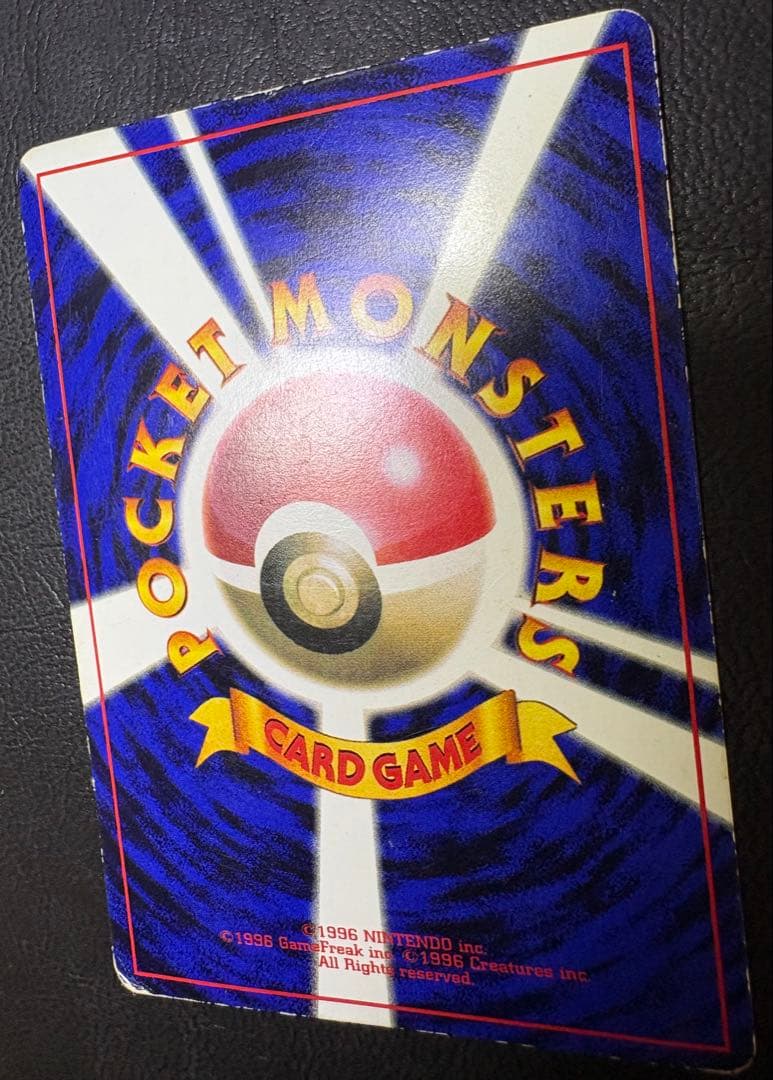 POCKET MONSTERS
CARD GAME
©1996 NINTENDO inc.
©1996 GameFreak inc. ©1996 Creatures inc.
All Rights reserved.